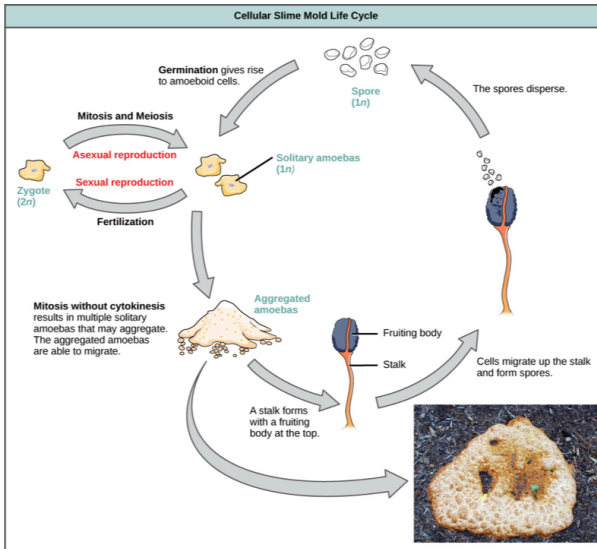 Cellular Slime Mold Life Cycle
Germination gives rise
to amoeboid cells.
Spore
(1n)
The spores disperse.
Mitosis and Meiosis
Asexual reproduction
Solitary amoebas
(1n)
Zygote
(2n)
Sexual reproduction
Fertilization
Mitosis without cytokinesis
results in multiple solitary
amoebas that may aggregate.
The aggregated amoebas
are able to migrate.
Aggregated
amoebas
Fruiting body
Stalk
Cells migrate up the stalk
and form spores.
A stalk forms
with a fruiting
body at the top.